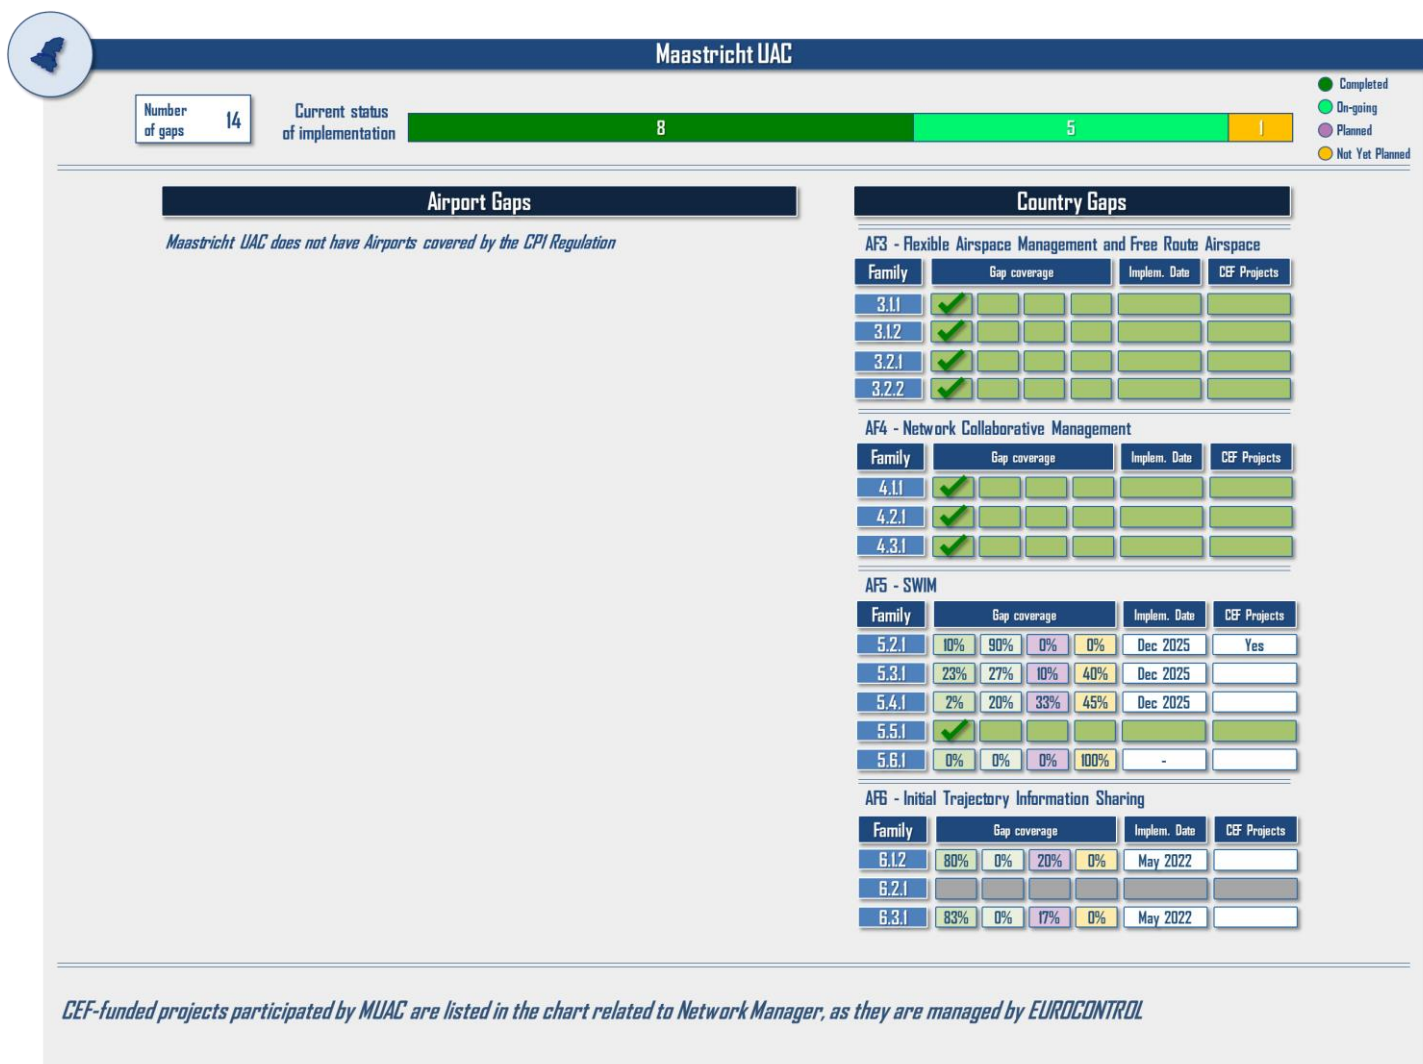 Maastricht UAC
Completed
On-going
Planned
Not Yet Planned
Number
of gaps
14
Current status
of implementation
8
5
1
Airport Gaps
Maastricht UAC does not have Airports covered by the CP1 Regulation
Country Gaps
AF3 - Flexible Airspace Management and Free Route Airspace
Family Gap coverage Implem. Date CEF Projects
3.1.1
3.1.2
3.2.1
3.2.2
AF4 - Network Collaborative Management
Family Gap coverage Implem. Date CEF Projects
4.1.1
4.2.1
4.3.1
AF5 - SWIM
Family Gap coverage Implem. Date CEF Projects
5.2.1 10% 90% 0% 0% Dec 2025 Yes
5.3.1 23% 27% 10% 40% Dec 2025
5.4.1 2% 20% 33% 45% Dec 2025
5.5.1
5.6.1 0% 0% 0% 100% -
AF6 - Initial Trajectory Information Sharing
Family Gap coverage Implem. Date CEF Projects
6.1.2 80% 0% 20% 0% May 2022
6.2.1
6.3.1 83% 0% 17% 0% May 2022
CEF-funded projects participated by MUAC are listed in the chart related to Network Manager, as they are managed by EUROCONTROL